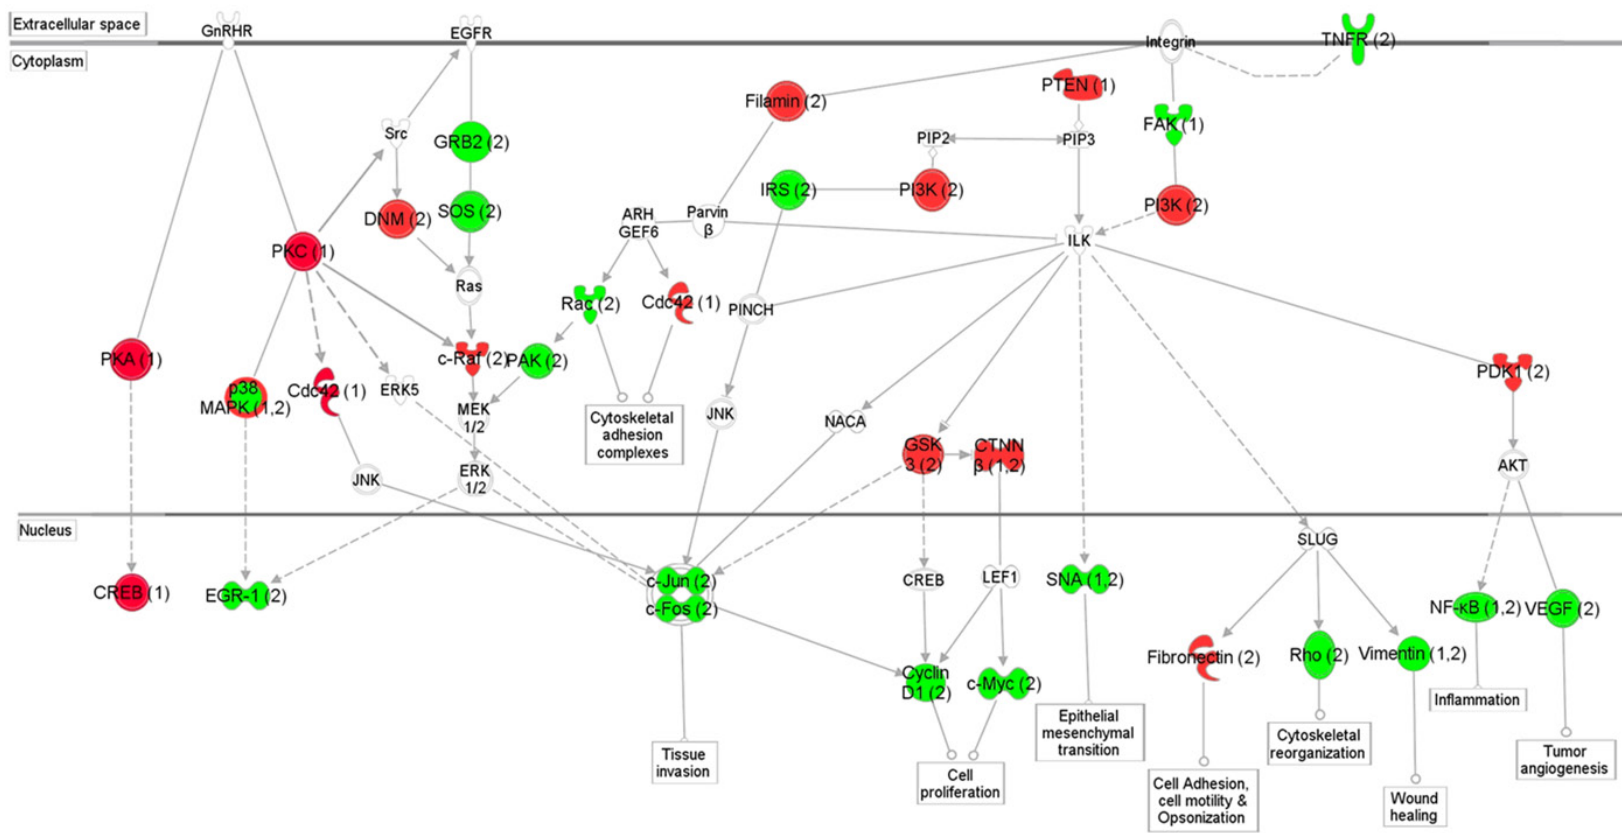 Extracellular space
GnRHR
EGFR
Integrin
TNFR (2)
Cytoplasm
Filamin (2)
PTEN (1)
Src
GRB2 (2)
PIP2
PIP3
FAK (1)
DNM (2)
SOS (2)
IRS (2)
PI3K (2)
PI3K (2)
ARH
GEF6
Parvin
β
ILK
PKC (1)
Ras
Rac (2)
Cdc42 (1)
PINCH
PKA (1)
c-Raf (2)
PAK (2)
PDK1 (2)
p38
MAPK (1,2)
Cdc42 (1)
ERK5
MEK
1/2
Cytoskeletal
adhesion
complexes
JNK
NACA
GSK
3 (2)
CTNN
β (1,2)
AKT
JNK
ERK
1/2
Nucleus
SLUG
CREB (1)
EGR-1 (2)
c-Jun (2)
c-Fos (2)
CREB
LEF1
SNA (1,2)
NF-κB (1,2)
VEGF (2)
Fibronectin (2)
Rho (2)
Vimentin (1,2)
Cyclin
D1 (2)
c-Myc (2)
Inflammation
Epithelial
mesenchymal
transition
Cytoskeletal
reorganization
Tumor
angiogenesis
Tissue
invasion
Cell
proliferation
Cell Adhesion,
cell motility &
Opsonization
Wound
healing